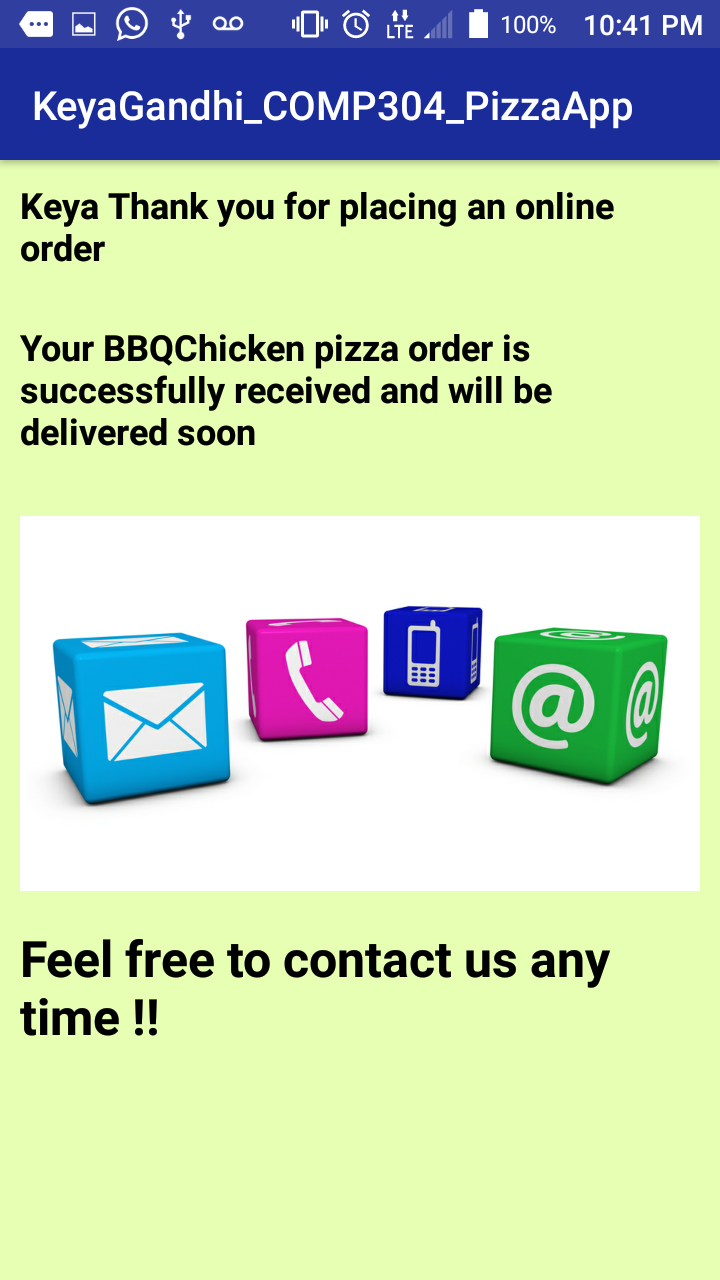 LTE 100% 10:41 PM
KeyaGandhi_COMP304_PizzaApp
Keya Thank you for placing an online
order
Your BBQChicken pizza order is
successfully received and will be
delivered soon
@ @
Feel free to contact us any
time !!